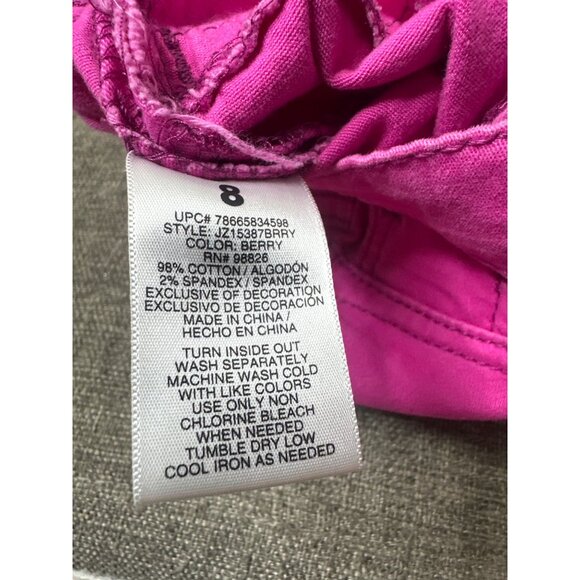 8
UPC# 78665834598
STYLE: JZ15387BRRY
COLOR: BERRY
RN# 98826
98% COTTON / ALGODÓN
2% SPANDEX / SPANDEX
EXCLUSIVE OF DECORATION
EXCLUSIVO DE DECORACIÓN
MADE IN CHINA /
HECHO EN CHINA
TURN INSIDE OUT
WASH SEPARATELY
MACHINE WASH COLD
WITH LIKE COLORS
USE ONLY NON
CHLORINE BLEACH
WHEN NEEDED
TUMBLE DRY LOW
COOL IRON AS NEEDED